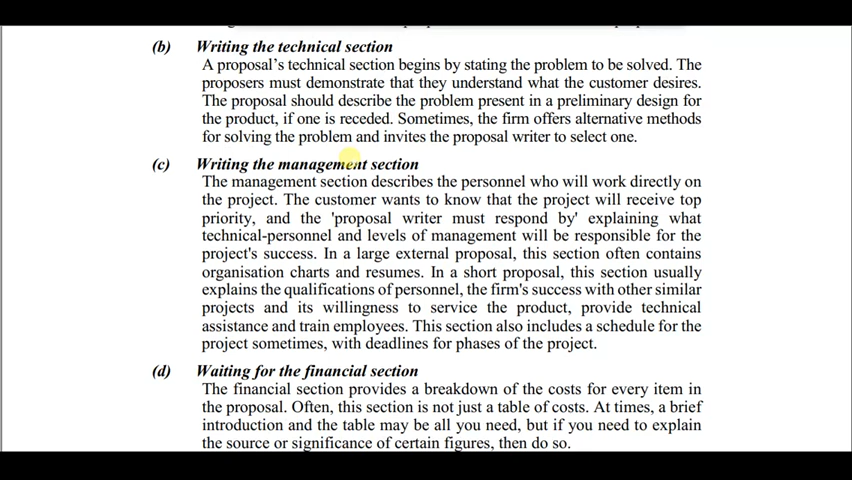 (b) Writing the technical section
A proposal's technical section begins by stating the problem to be solved. The
proposers must demonstrate that they understand what the customer desires.
The proposal should describe the problem present in a preliminary design for
the product, if one is receded. Sometimes, the firm offers alternative methods
for solving the problem and invites the proposal writer to select one.
(c) Writing the management section
The management section describes the personnel who will work directly on
the project. The customer wants to know that the project will receive top
priority, and the 'proposal writer must respond by' explaining what
technical-personnel and levels of management will be responsible for the
project's success. In a large external proposal, this section often contains
organisation charts and resumes. In a short proposal, this section usually
explains the qualifications of personnel, the firm's success with other similar
projects and its willingness to service the product, provide technical
assistance and train employees. This section also includes a schedule for the
project sometimes, with deadlines for phases of the project.
(d) Waiting for the financial section
The financial section provides a breakdown of the costs for every item in
the proposal. Often, this section is not just a table of costs. At times, a brief
introduction and the table may be all you need, but if you need to explain
the source or significance of certain figures, then do so.